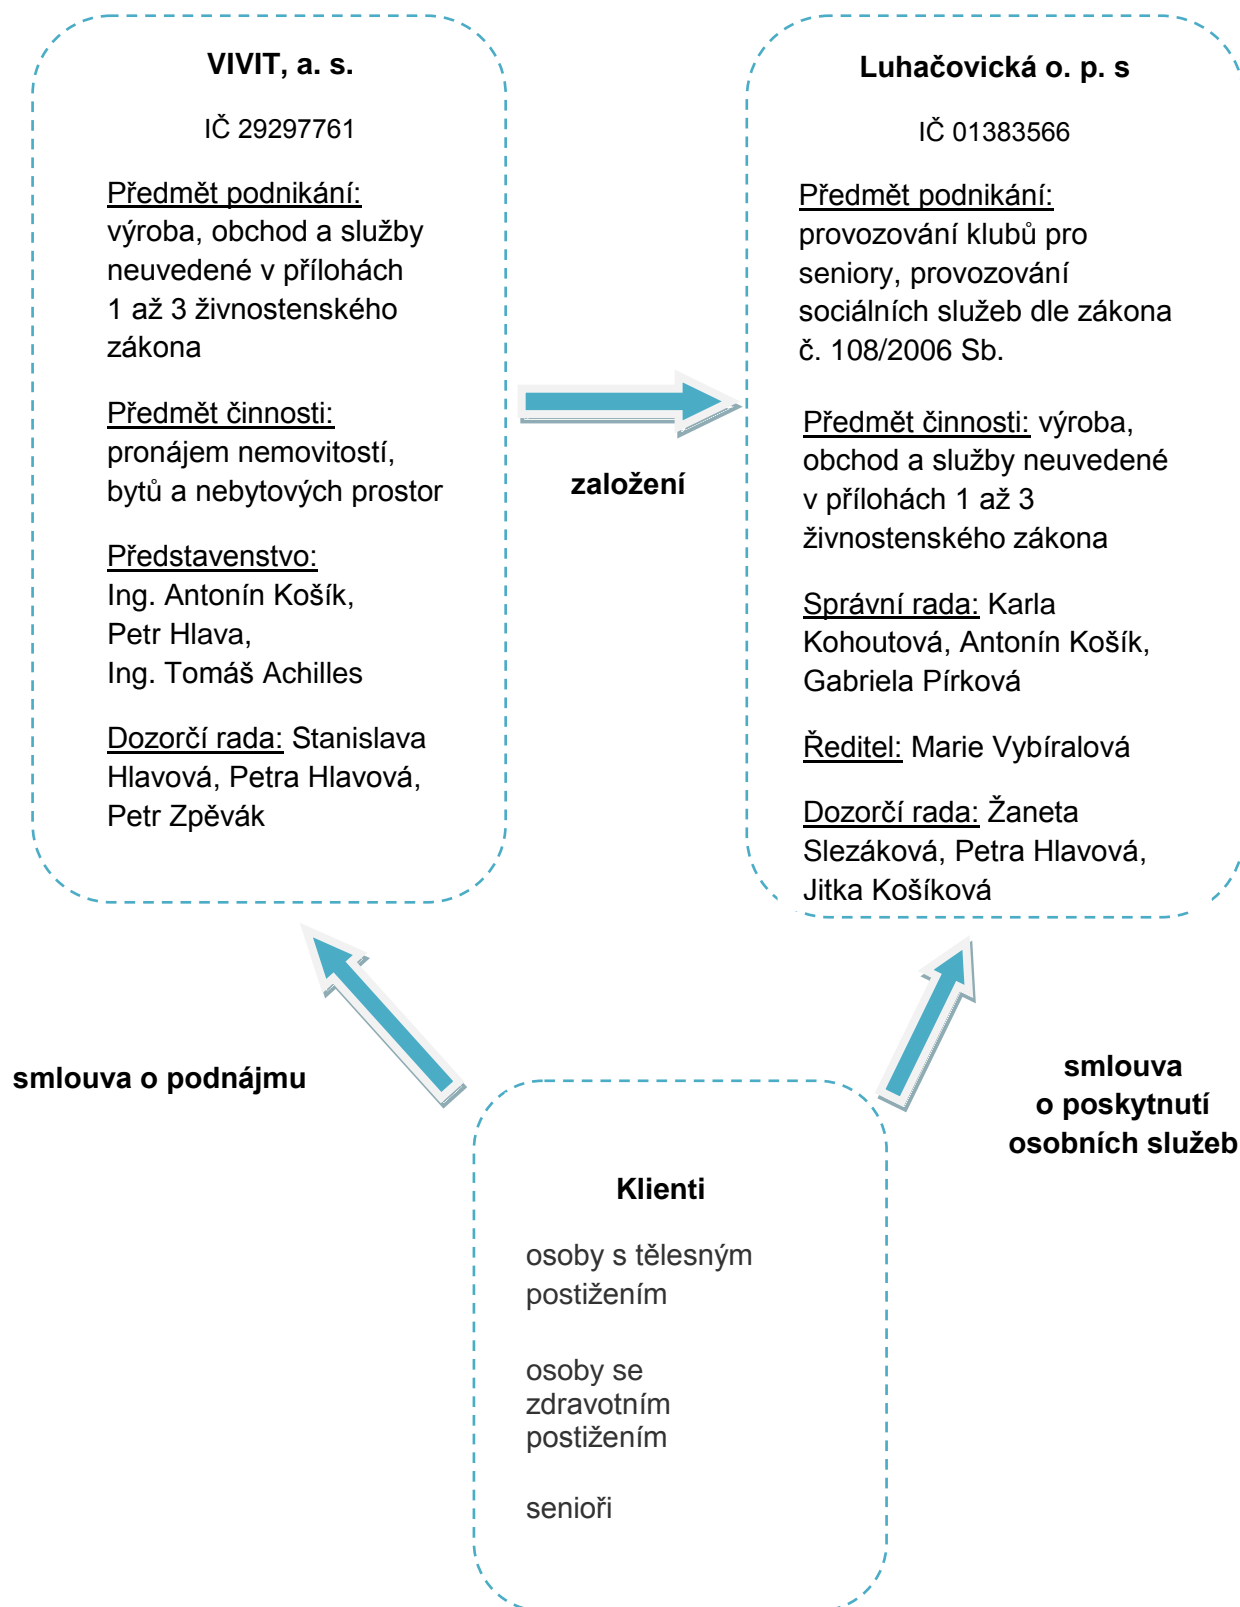 VIVIT, a. s.
IČ 29297761
Předmět podnikání:
výroba, obchod a služby
neuvedené v přílohách
1 až 3 živnostenského
zákona
Předmět činnosti:
pronájem nemovitostí,
bytů a nebytových prostor
Představenstvo:
Ing. Antonín Košík,
Petr Hlava,
Ing. Tomáš Achilles
Dozorčí rada: Stanislava
Hlavová, Petra Hlavová,
Petr Zpěvák
založení
Luhačovická o. p. s
IČ 01383566
Předmět podnikání:
provozování klubů pro
seniory, provozování
sociálních služeb dle zákona
č. 108/2006 Sb.
Předmět činnosti: výroba,
obchod a služby neuvedené
v přílohách 1 až 3
živnostenského zákona
Správní rada: Karla
Kohoutová, Antonín Košík,
Gabriela Pírková
Ředitel: Marie Vybíralová
Dozorčí rada: Žaneta
Slezáková, Petra Hlavová,
Jitka Košíková
smlouva o podnájmu
smlouva
o poskytnutí
osobních služeb
Klienti
osoby s tělesným
postižením
osoby se
zdravotním
postižením
senioři